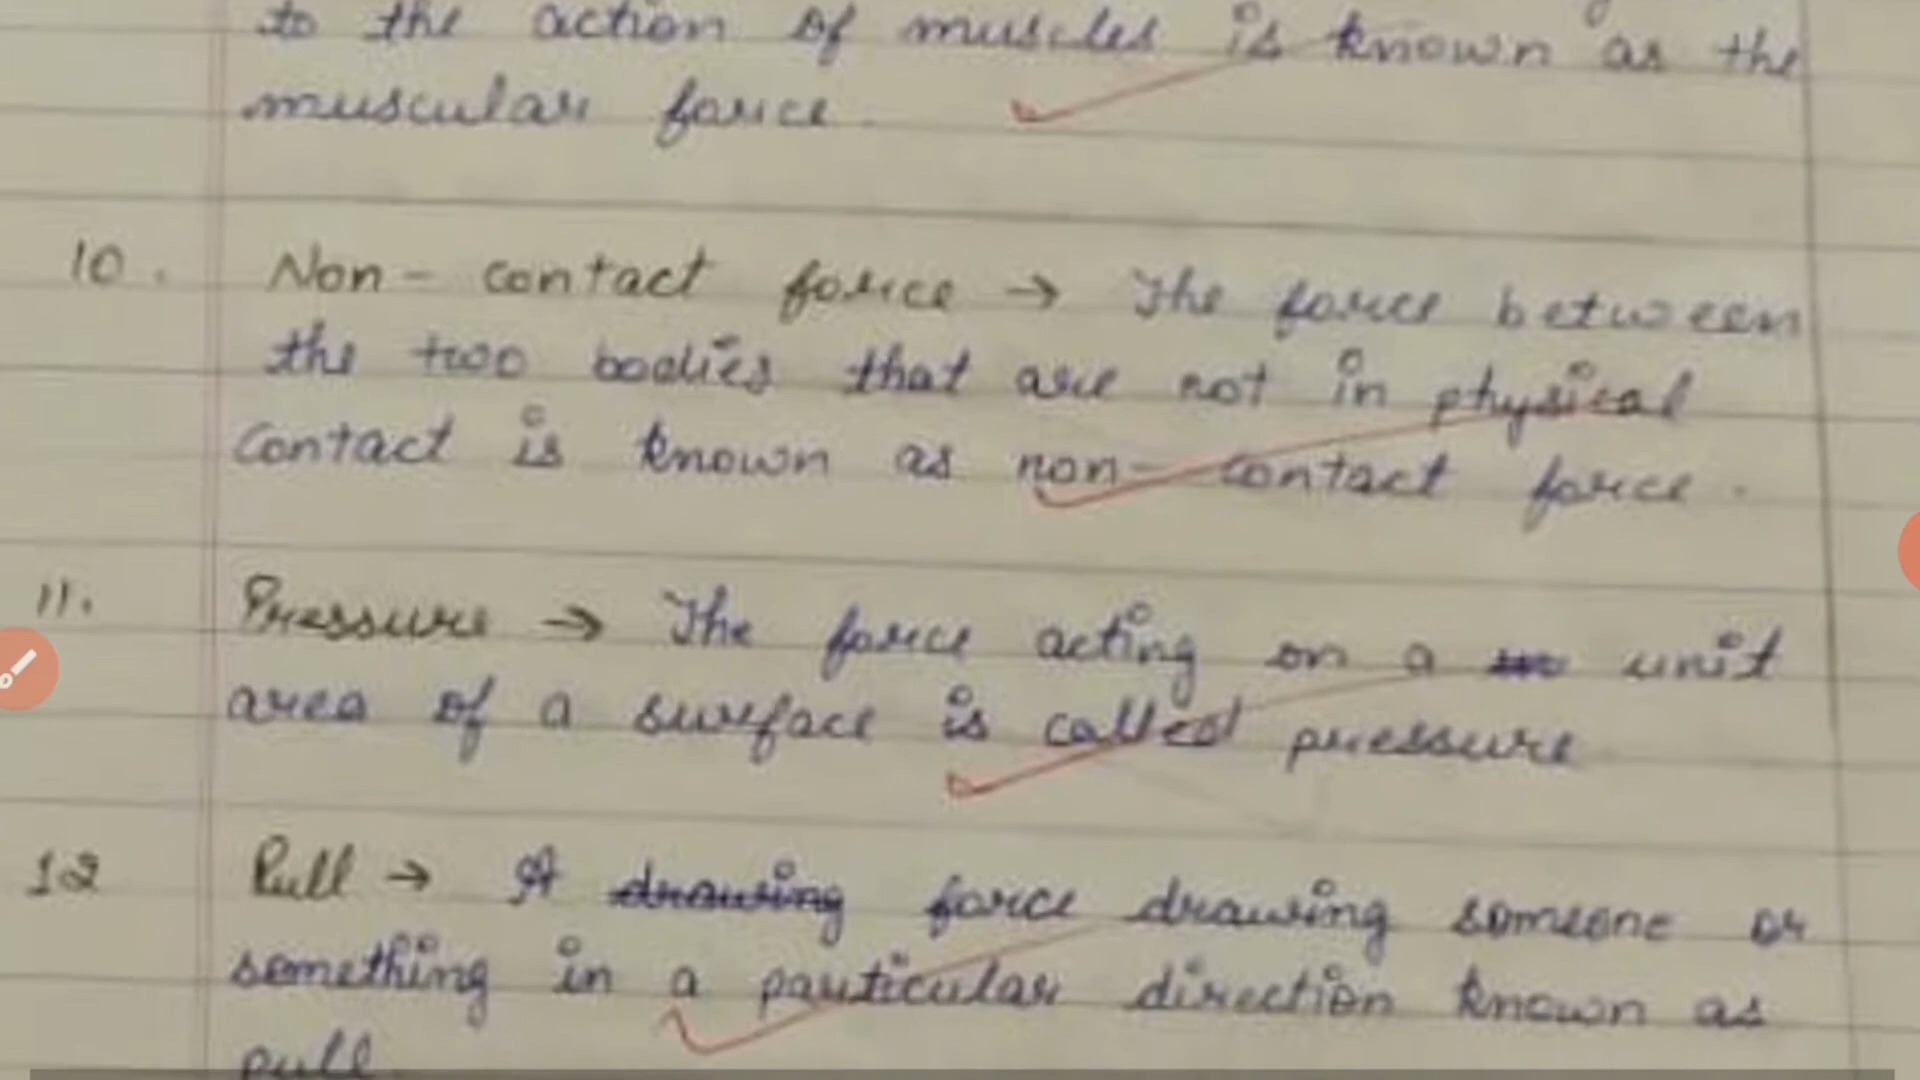 to the action of muscles is known as the
muscular force.
10. Non-contact force → The force between
the two bodies that are not in physical
contact is known as non-contact force.
11. Pressure → The force acting on a unit
area of a surface is called pressure
12 Pull → A drawing force drawing someone or
something in a particular direction known as
pull.